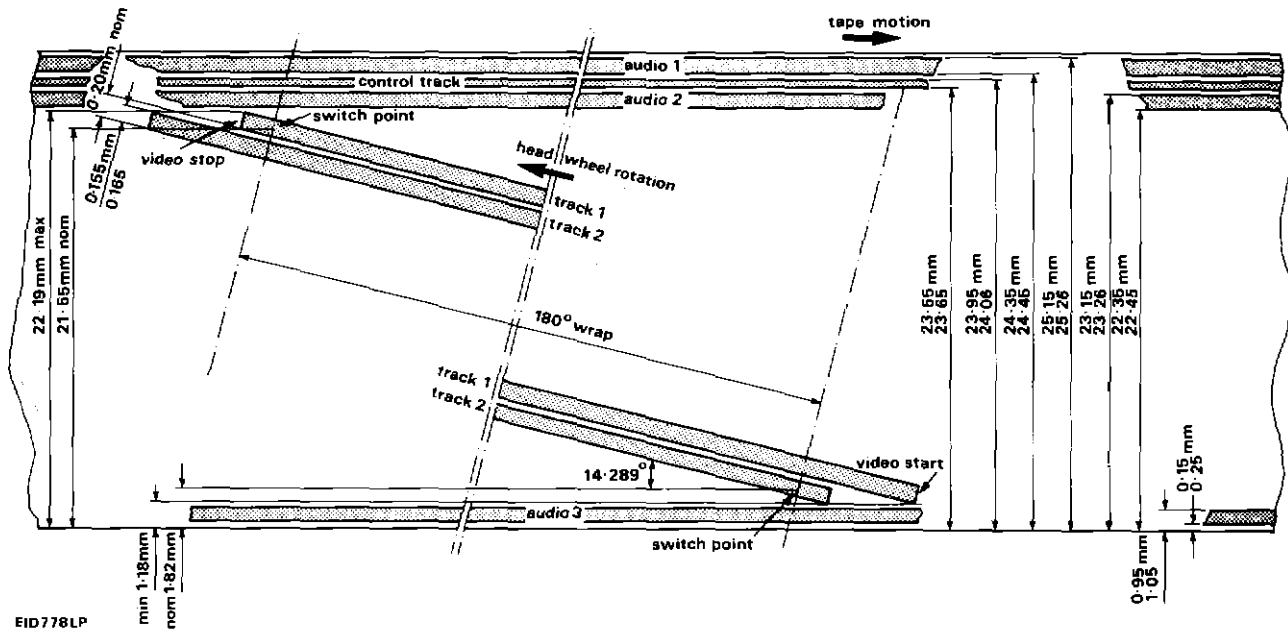 tape motion
0·20mm nom
audio 1
control track
audio 2
switch point
video stop
head wheel rotation
0·155mm
0·165
track 1
track 2
22·19mm max
21·55mm nom
180° wrap
23·55 mm
23·65
23·95 mm
24·06
24·35 mm
24·46
25·15 mm
25·26
23·15 mm
23·26
22·35 mm
22·45
track 1
track 2
14·289°
video start
0·15 mm
0·25
audio 3
switch point
min 1·18mm
nom 1·82mm
0·95 mm
1·05
EID778LP